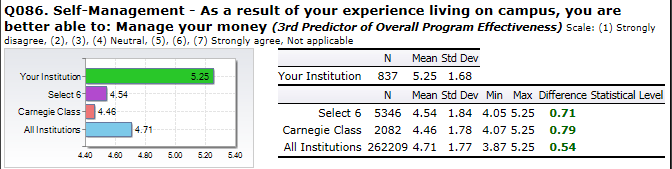 Q086. Self-Management - As a result of your experience living on campus, you are
better able to: Manage your money (3rd Predictor of Overall Program Effectiveness) Scale: (1) Strongly
disagree, (2), (3), (4) Neutral, (5), (6), (7) Strongly agree, Not applicable
Your Institution 5.25
Select 6 4.54
Carnegie Class 4.46
All Institutions 4.71
4.40 4.60 4.80 5.00 5.20 5.40
N Mean Std Dev
Your Institution 837 5.25 1.68
N Mean Std Dev Min Max Difference Statistical Level
Select 6 5346 4.54 1.84 4.05 5.25 0.71
Carnegie Class 2082 4.46 1.78 4.07 5.25 0.79
All Institutions 262209 4.71 1.77 3.87 5.25 0.54